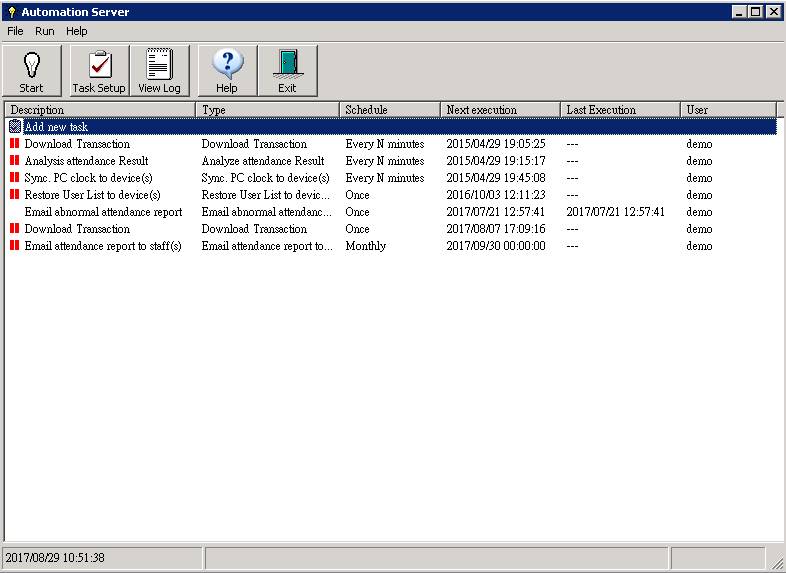 Automation Server
File Run Help
Start Task Setup View Log Help Exit
Description Type Schedule Next execution Last Execution User
Add new task
Download Transaction Download Transaction Every N minutes 2015/04/29 19:05:25 --- demo
Analysis attendance Result Analyze attendance Result Every N minutes 2015/04/29 19:15:17 --- demo
Sync. PC clock to device(s) Sync. PC clock to device(s) Every N minutes 2015/04/29 19:45:08 --- demo
Restore User List to device(s) Restore User List to devic... Once 2016/10/03 12:11:23 --- demo
Email abnormal attendance report Email abnormal attendanc... Once 2017/07/21 12:57:41 2017/07/21 12:57:41 demo
Download Transaction Download Transaction Once 2017/08/07 17:09:16 --- demo
Email attendance report to staff(s) Email attendance report to... Monthly 2017/09/30 00:00:00 --- demo
2017/08/29 10:51:38